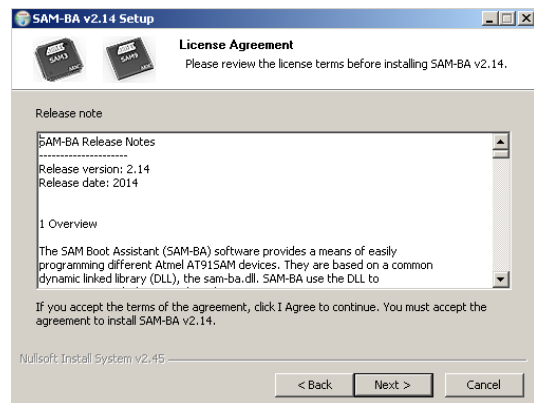 SAM-BA v2.14 Setup
License Agreement
Please review the license terms before installing SAM-BA v2.14.
ATMEL
SAM3
ATMEL
SAM9
Release note
SAM-BA Release Notes
--------------------
Release version: 2.14
Release date: 2014
1 Overview
The SAM Boot Assistant (SAM-BA) software provides a means of easily
programming different Atmel AT91SAM devices. They are based on a common
dynamic linked library (DLL), the sam-ba.dll. SAM-BA use the DLL to
If you accept the terms of the agreement, click I Agree to continue. You must accept the
agreement to install SAM-BA v2.14.
Nullsoft Install System v2.45
< Back
Next >
Cancel